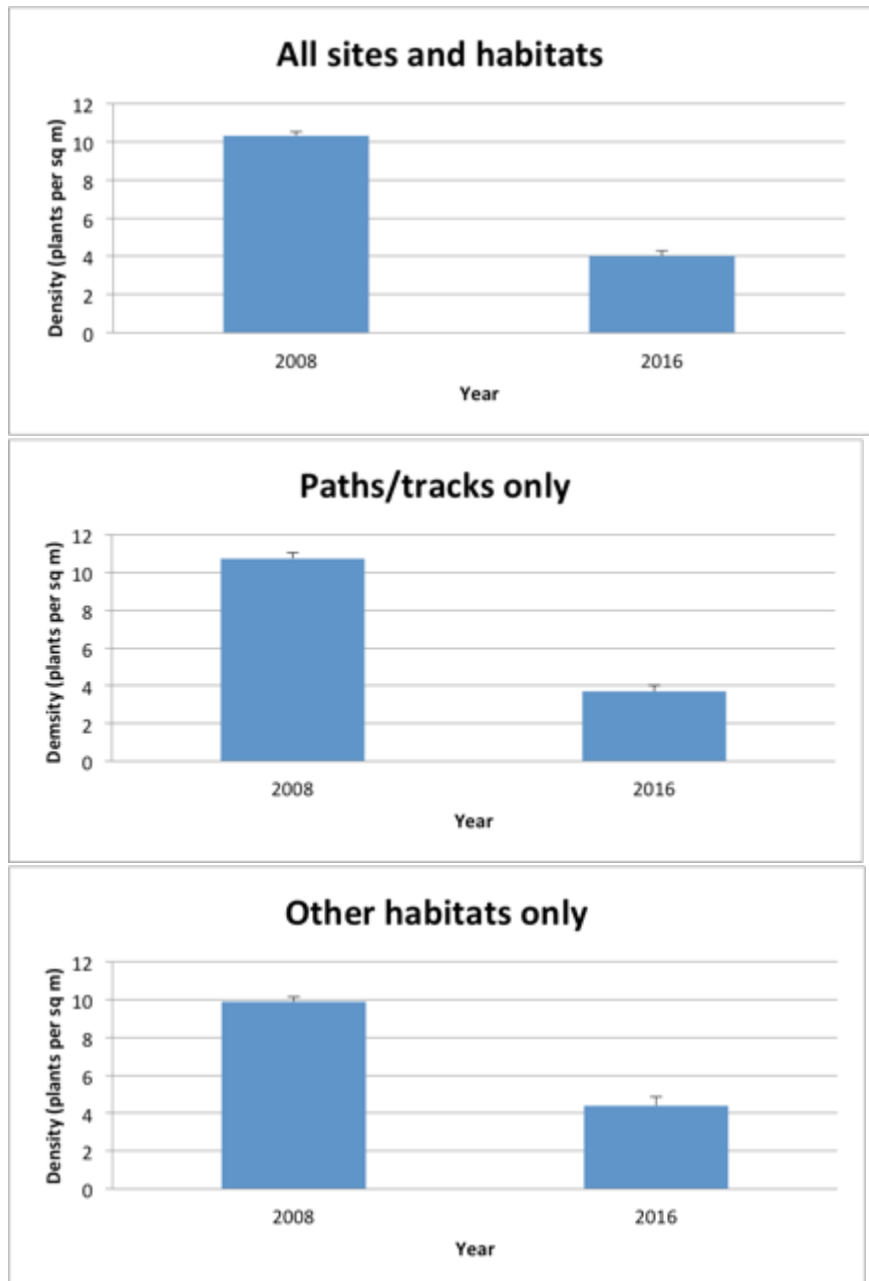 All sites and habitats
Density (plants per sq m)
12
10
8
6
4
2
0
2008 2016
Year
Paths/tracks only
Demsity (plants per sq m)
12
10
8
6
4
2
0
2008 2016
Year
Other habitats only
Density (plants per sq m)
12
10
8
6
4
2
0
2008 2016
Year